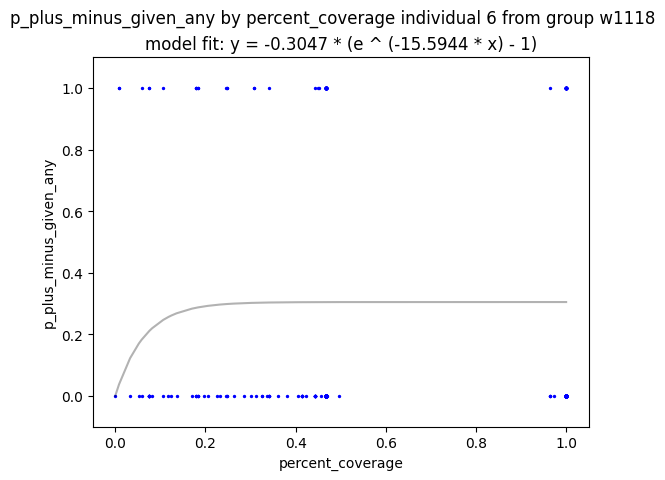 p_plus_minus_given_any by percent_coverage individual 6 from group w1118
model fit: y = -0.3047 * (e ^ (-15.5944 * x) - 1)
p_plus_minus_given_any
1.0
0.8
0.6
0.4
0.2
0.0
0.0 0.2 0.4 0.6 0.8 1.0
percent_coverage